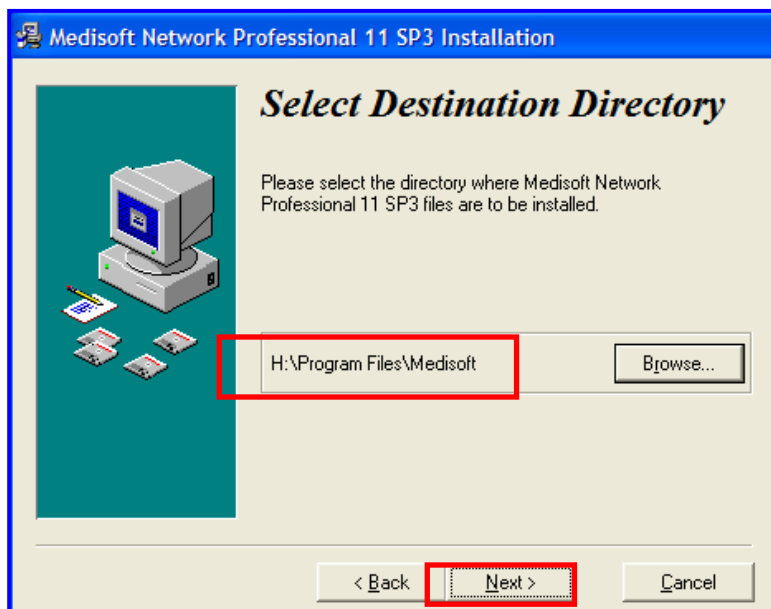 Medisoft Network Professional 11 SP3 Installation
Select Destination Directory
Please select the directory where Medisoft Network
Professional 11 SP3 files are to be installed.
H:\Program Files\Medisoft
Browse...
< Back
Next >
Cancel